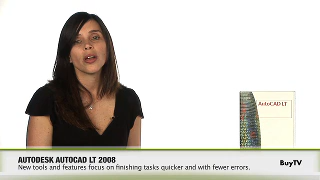 AutoCAD LT
AUTODESK AUTOCAD LT 2008
New tools and features focus on finishing tasks quicker and with fewer errors.
BuyTV